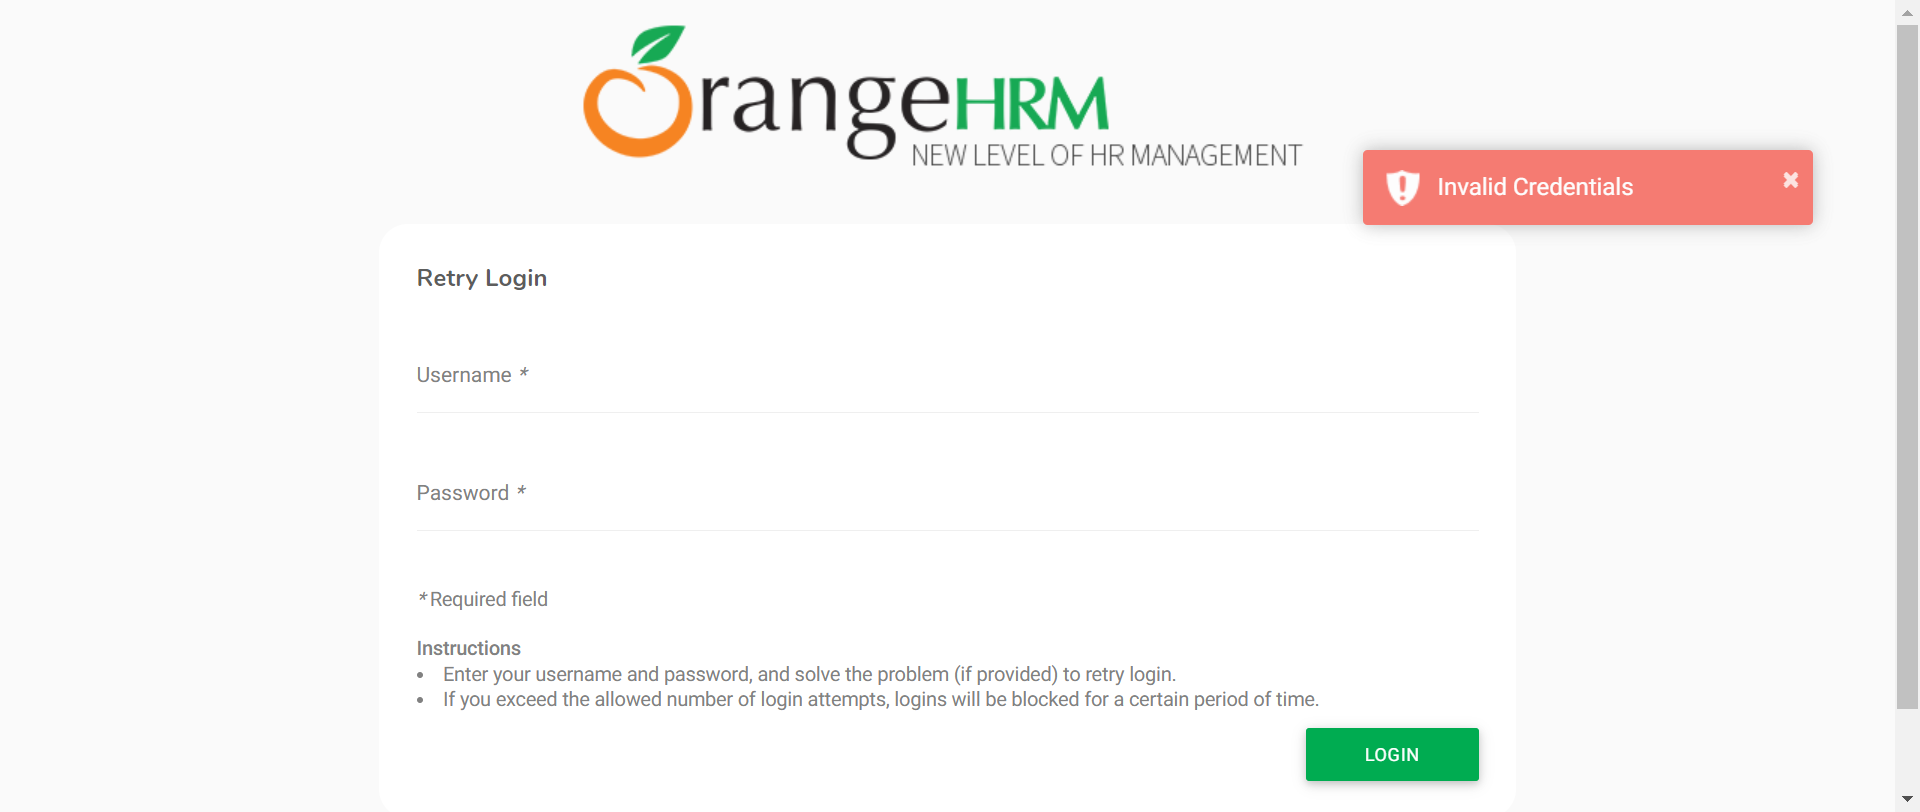 OrangeHRM
NEW LEVEL OF HR MANAGEMENT
Invalid Credentials
Retry Login
Username *
Password *
* Required field
Instructions
• Enter your username and password, and solve the problem (if provided) to retry login.
• If you exceed the allowed number of login attempts, logins will be blocked for a certain period of time.
LOGIN